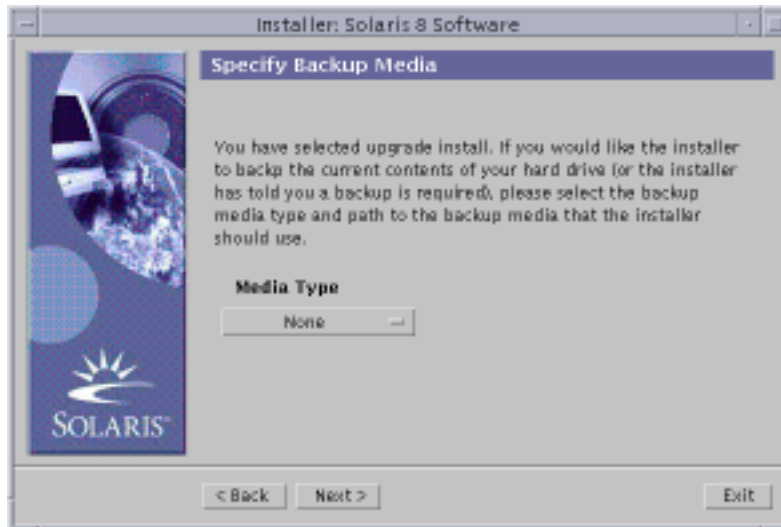 Installer: Solaris 8 Software
Specify Backup Media
You have selected upgrade install. If you would like the installer
to backp the current contents of your hard drive (or the installer
has told you a backup is required), please select the backup
media type and path to the backup media that the installer
should use.
Media Type
None
SOLARIS™
< Back
Next >
Exit